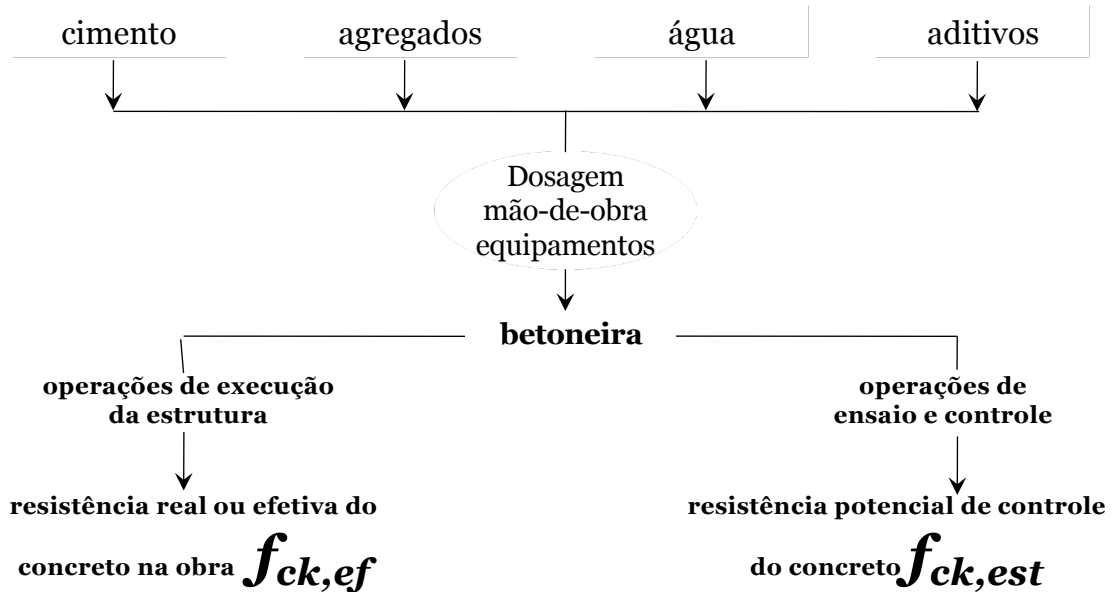 cimento
agregados
água
aditivos
Dosagem
mão-de-obra
equipamentos
betoneira
operações de execução
da estrutura
operações de
ensaio e controle
resistência real ou efetiva do
concreto na obra fck,ef
resistência potencial de controle
do concreto fck,est